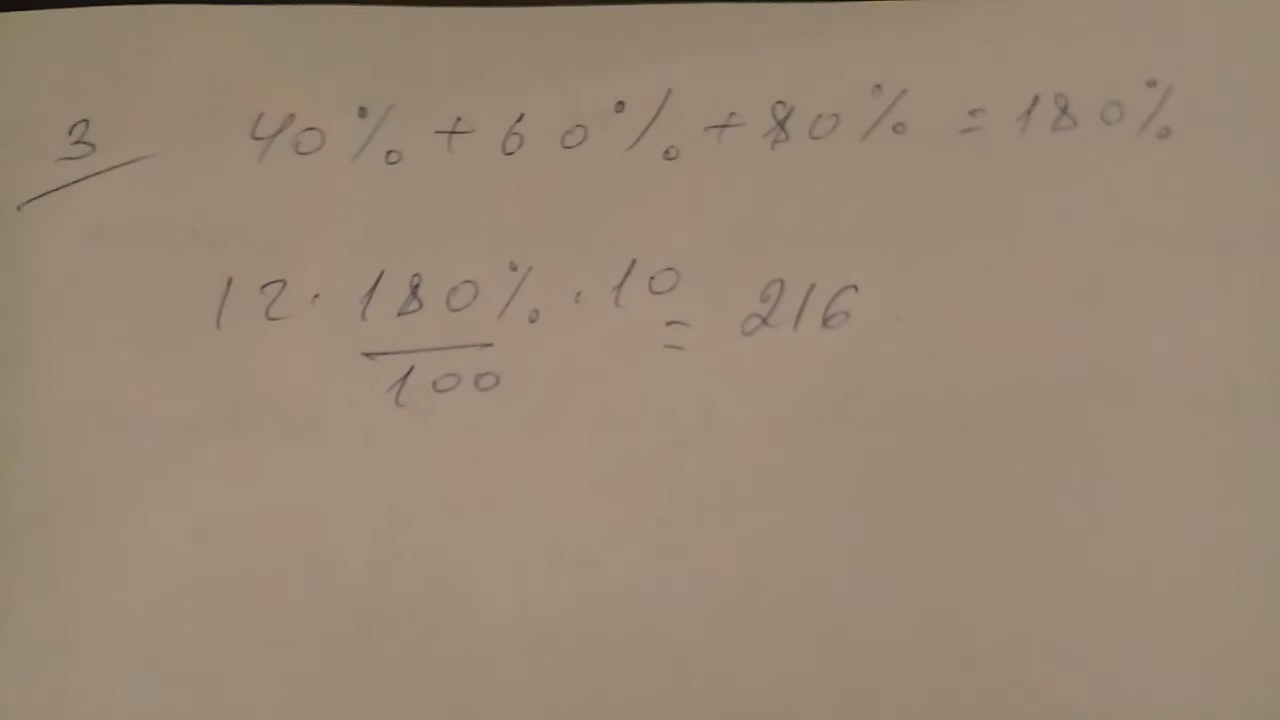 3 40% + 60% + 80% = 180%
12 · 180% · 10 = 216
100